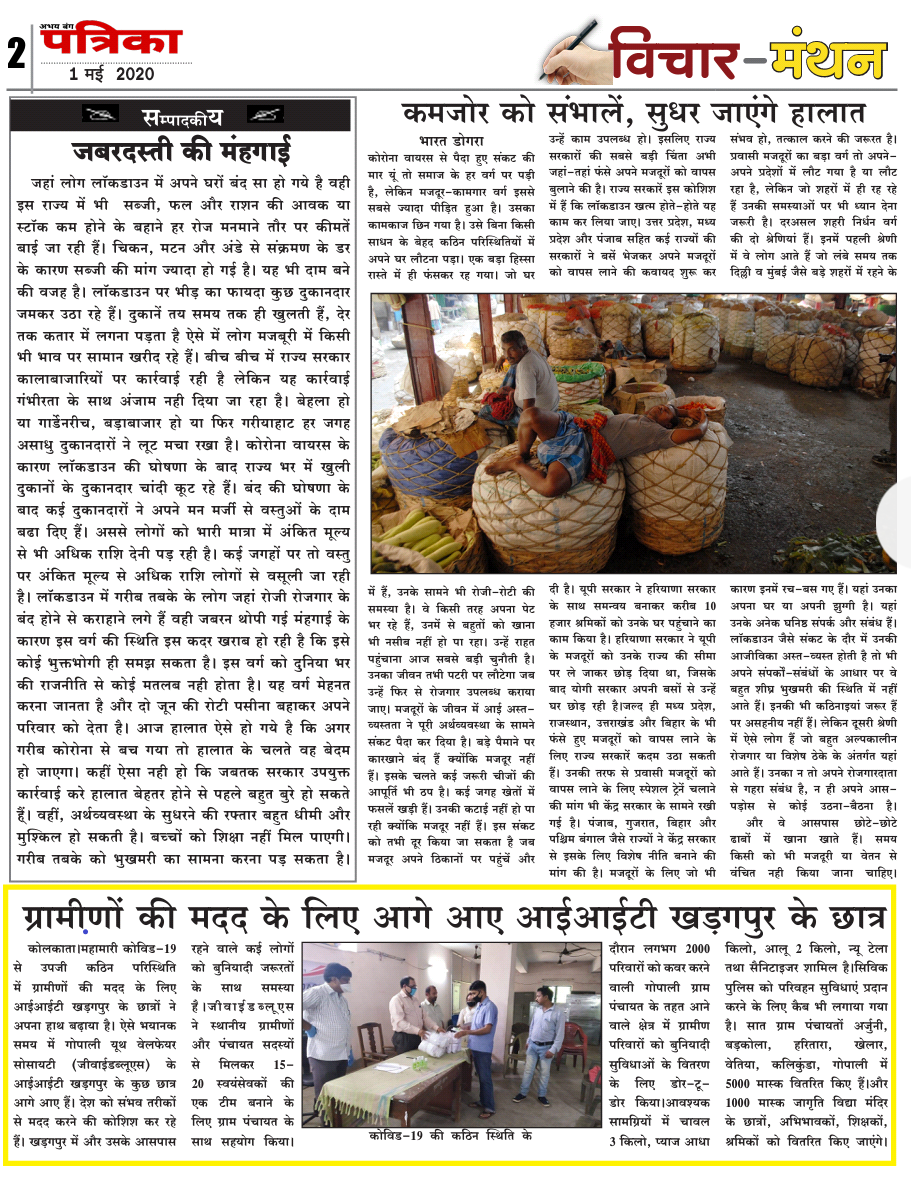 2
अभय बंग
पत्रिका
1 मई 2020
विचार-मंथन
सम्पादकीय
जबरदस्ती की मंहगाई
जहां लोग लॉकडाउन में अपने घरों बंद सा हो गये है वही
इस राज्य में भी सब्जी, फल और राशन की आवक या
स्टॉक कम होने के बहाने हर रोज मनमाने तौर पर कीमतें
बाई जा रही हैं। चिकन, मटन और अंडे से संक्रमण के डर
के कारण सब्जी की मांग ज्यादा हो गई है। यह भी दाम बने
की वजह है। लॉकडाउन पर भीड़ का फायदा कुछ दुकानदार
जमकर उठा रहे हैं। दुकानें तय समय तक ही खुलती हैं, देर
तक कतार में लगना पड़ता है ऐसे में लोग मजबूरी में किसी
भी भाव पर सामान खरीद रहे हैं। बीच बीच में राज्य सरकार
कालाबाजारियों पर कार्रवाई रही है लेकिन यह कार्रवाई
गंभीरता के साथ अंजाम नही दिया जा रहा है। बेहला हो
या गार्डेनरीच, बड़ाबाजार हो या फिर गरीयाहाट हर जगह
असाधु दुकानदारों ने लूट मचा रखा है। कोरोना वायरस के
कारण लॉकडाउन की घोषणा के बाद राज्य भर में खुली
दुकानों के दुकानदार चांदी कूट रहे हैं। बंद की घोषणा के
बाद कई दुकानदारों ने अपने मन मर्जी से वस्तुओं के दाम
बढा दिए हैं। अससे लोगों को भारी मात्रा में अंकित मूल्य
से भी अधिक राशि देनी पड़ रही है। कई जगहों पर तो वस्तु
पर अंकित मूल्य से अधिक राशि लोगों से वसूली जा रही
है। लॉकडाउन में गरीब तबके के लोग जहां रोजी रोजगार के
बंद होने से कराहाने लगे हैं वही जबरन थोपी गई मंहगाई के
कारण इस वर्ग की स्थिति इस कदर खराब हो रही है कि इसे
कोई भुक्तभोगी ही समझ सकता है। इस वर्ग को दुनिया भर
की राजनीति से कोई मतलब नही होता है। यह वर्ग मेहनत
करना जानता है और दो जून की रोटी पसीना बहाकर अपने
परिवार को देता है। आज हालात ऐसे हो गये है कि अगर
गरीब कोरोना से बच गया तो हालात के चलते वह बेदम
हो जाएगा। कहीं ऐसा नही हो कि जबतक सरकार उपयुक्त
कार्रवाई करे हालात बेहतर होने से पहले बहुत बुरे हो सकते
हैं। वहीं, अर्थव्यवस्था के सुधरने की रफ्तार बहुत धीमी और
मुश्किल हो सकती है। बच्चों को शिक्षा नहीं मिल पाएगी।
गरीब तबके को भुखमरी का सामना करना पड़ सकता है।
कमजोर को संभालें, सुधर जाएंगे हालात
भारत डोगरा
कोरोना वायरस से पैदा हुए संकट की
मार यूं तो समाज के हर वर्ग पर पड़ी
है, लेकिन मजदूर-कामगार वर्ग इससे
सबसे ज्यादा पीड़ित हुआ है। उसका
कामकाज छिन गया है। उसे बिना किसी
साधन के बेहद कठिन परिस्थितियों में
अपने घर लौटना पड़ा। एक बड़ा हिस्सा
रास्ते में ही फंसकर रह गया। जो घर
में हैं, उनके सामने भी रोजी-रोटी की
समस्या है। वे किसी तरह अपना पेट
भर रहे हैं, उनमें से बहुतों को खाना
भी नसीब नहीं हो पा रहा। उन्हें राहत
पहुंचाना आज सबसे बड़ी चुनौती है।
उनका जीवन तभी पटरी पर लौटेगा जब
उन्हें फिर से रोजगार उपलब्ध कराया
जाए। मजदूरों के जीवन में आई अस्त-
व्यस्तता ने पूरी अर्थव्यवस्था के सामने
संकट पैदा कर दिया है। बड़े पैमाने पर
कारखाने बंद हैं क्योंकि मजदूर नहीं
हैं। इसके चलते कई जरूरी चीजों की
आपूर्ति भी ठप है। कई जगह खेतों में
फसलें खड़ी हैं। उनकी कटाई नहीं हो पा
रही क्योंकि मजदूर नहीं हैं। इस संकट
को तभी दूर किया जा सकता है जब
मजदूर अपने ठिकानों पर पहुंचें और
उन्हें काम उपलब्ध हो। इसलिए राज्य
सरकारों की सबसे बड़ी चिंता अभी
जहां-तहां फंसे अपने मजदूरों को वापस
बुलाने की है। राज्य सरकारें इस कोशिश
में हैं कि लॉकडाउन खत्म होते-होते यह
काम कर लिया जाए। उत्तर प्रदेश, मध्य
प्रदेश और पंजाब सहित कई राज्यों की
सरकारों ने बसें भेजकर अपने मजदूरों
को वापस लाने की कवायद शुरू कर
दी है। यूपी सरकार ने हरियाणा सरकार
के साथ समन्वय बनाकर करीब 10
हजार श्रमिकों को उनके घर पहुंचाने का
काम किया है। हरियाणा सरकार ने यूपी
के मजदूरों को उनके राज्य की सीमा
पर ले जाकर छोड़ दिया था, जिसके
बाद योगी सरकार अपनी बसों से उन्हें
घर छोड़ रही है।जल्द ही मध्य प्रदेश,
राजस्थान, उत्तराखंड और बिहार के भी
फंसे हुए मजदूरों को वापस लाने के
लिए राज्य सरकारें कदम उठा सकती
हैं। उनकी तरफ से प्रवासी मजदूरों को
वापस लाने के लिए स्पेशल ट्रेनें चलाने
की मांग भी केंद्र सरकार के सामने रखी
गई है। पंजाब, गुजरात, बिहार और
पश्चिम बंगाल जैसे राज्यों ने केंद्र सरकार
से इसके लिए विशेष नीति बनाने की
मांग की है। मजदूरों के लिए जो भी
संभव हो, तत्काल करने की जरूरत है।
प्रवासी मजदूरों का बड़ा वर्ग तो अपने-
अपने प्रदेशों में लौट गया है या लौट
रहा है, लेकिन जो शहरों में ही रह रहे
हैं उनकी समस्याओं पर भी ध्यान देना
जरूरी है। दरअसल शहरी निर्धन वर्ग
की दो श्रेणियां हैं। इनमें पहली श्रेणी
में वे लोग आते हैं जो लंबे समय तक
दिल्ली व मुंबई जैसे बड़े शहरों में रहने के
कारण इनमें रच-बस गए हैं। यहां उनका
अपना घर या अपनी झुग्गी है। यहां
उनके अनेक घनिष्ठ संपर्क और संबंध हैं।
लॉकडाउन जैसे संकट के दौर में उनकी
आजीविका अस्त-व्यस्त होती है तो भी
अपने संपर्कों-संबंधों के आधार पर वे
बहुत शीघ्र भुखमरी की स्थिति में नहीं
आते हैं। इनकी भी कठिनाइयां जरूर हैं
पर असहनीय नहीं हैं। लेकिन दूसरी श्रेणी
में ऐसे लोग हैं जो बहुत अल्पकालीन
रोजगार या विशेष ठेके के अंतर्गत यहां
आते हैं। उनका न तो अपने रोजगारदाता
से गहरा संबंध है, न ही अपने आस-
पड़ोस से कोई उठना-बैठना है।
और वे आसपास छोटे-छोटे
ढाबों में खाना खाते हैं। समय
किसी को भी मजदूरी या वेतन से
वंचित नही किया जाना चाहिए।
ग्रामीणों की मदद के लिए आगे आए आईआईटी खड़गपुर के छात्र
कोलकाता।महामारी कोविड-19
से उपजी कठिन परिस्थिति
में ग्रामीणों की मदद के लिए
आईआईटी खड़गपुर के छात्रों ने
अपना हाथ बढ़ाया है। ऐसे भयानक
समय में गोपाली यूथ वेलफेयर
सोसायटी (जीवाईडब्लूएस) के
आईआईटी खड़गपुर के कुछ छात्र
आगे आए हैं। देश को संभव तरीकों
से मदद करने की कोशिश कर रहे
हैं। खड़गपुर में और उसके आसपास
रहने वाले कई लोगों
को बुनियादी जरूरतों
के साथ समस्या
है।जीवाईडब्लूएस
ने स्थानीय ग्रामीणों
और पंचायत सदस्यों
से मिलकर 15-
20 स्वयंसेवकों की
एक टीम बनाने के
लिए ग्राम पंचायत के
साथ सहयोग किया।
कोविड-19 की कठिन स्थिति के
दौरान लगभग 2000
परिवारों को कवर करने
वाली गोपाली ग्राम
पंचायत के तहत आने
वाले क्षेत्र में ग्रामीण
परिवारों को बुनियादी
सुविधाओं के वितरण
के लिए डोर-टू-
डोर किया।आवश्यक
सामग्रियों में चावल
3 किलो, प्याज आधा
किलो, आलू 2 किलो, न्यू टेला
तथा सैनिटाइजर शामिल है।सिविक
पुलिस को परिवहन सुविधाएं प्रदान
करने के लिए कैब भी लगाया गया
है। सात ग्राम पंचायतों अर्जुनी,
बड़कोला, हरितारा, खेलार,
वेतिया, कलिकुंडा, गोपाली में
5000 मास्क वितरित किए हैं।और
1000 मास्क जागृति विद्या मंदिर
के छात्रों, अभिभावकों, शिक्षकों,
श्रमिकों को वितरित किए जाएंगे।